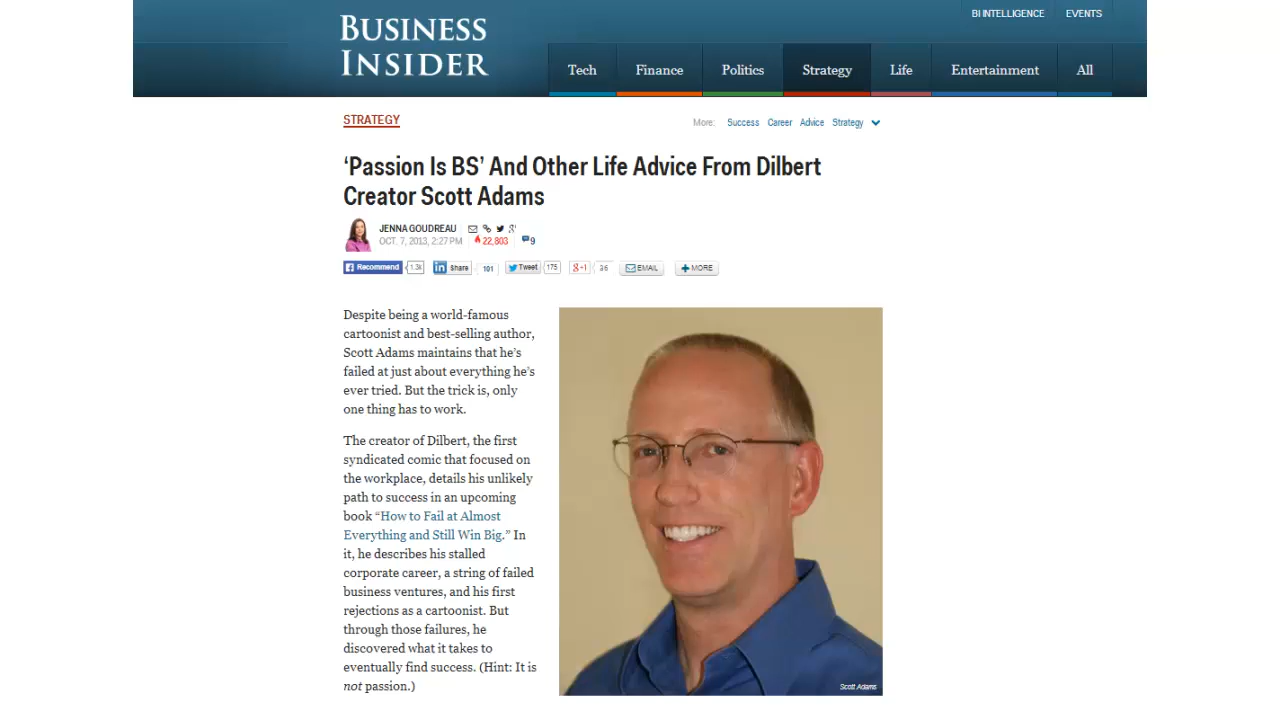 BUSINESS
INSIDER
BI INTELLIGENCE EVENTS
Tech Finance Politics Strategy Life Entertainment All
STRATEGY
More: Success Career Advice Strategy
‘Passion Is BS’ And Other Life Advice From Dilbert
Creator Scott Adams
JENNA GOUDREAU
OCT. 7, 2013, 2:27 PM 22,803 9
Recommend 1.3k Share 101 Tweet 175 +1 36 EMAIL MORE
Despite being a world-famous
cartoonist and best-selling author,
Scott Adams maintains that he’s
failed at just about everything he’s
ever tried. But the trick is, only
one thing has to work.
The creator of Dilbert, the first
syndicated comic that focused on
the workplace, details his unlikely
path to success in an upcoming
book “How to Fail at Almost
Everything and Still Win Big.” In
it, he describes his stalled
corporate career, a string of failed
business ventures, and his first
rejections as a cartoonist. But
through those failures, he
discovered what it takes to
eventually find success. (Hint: It is
not passion.)
Scott Adams